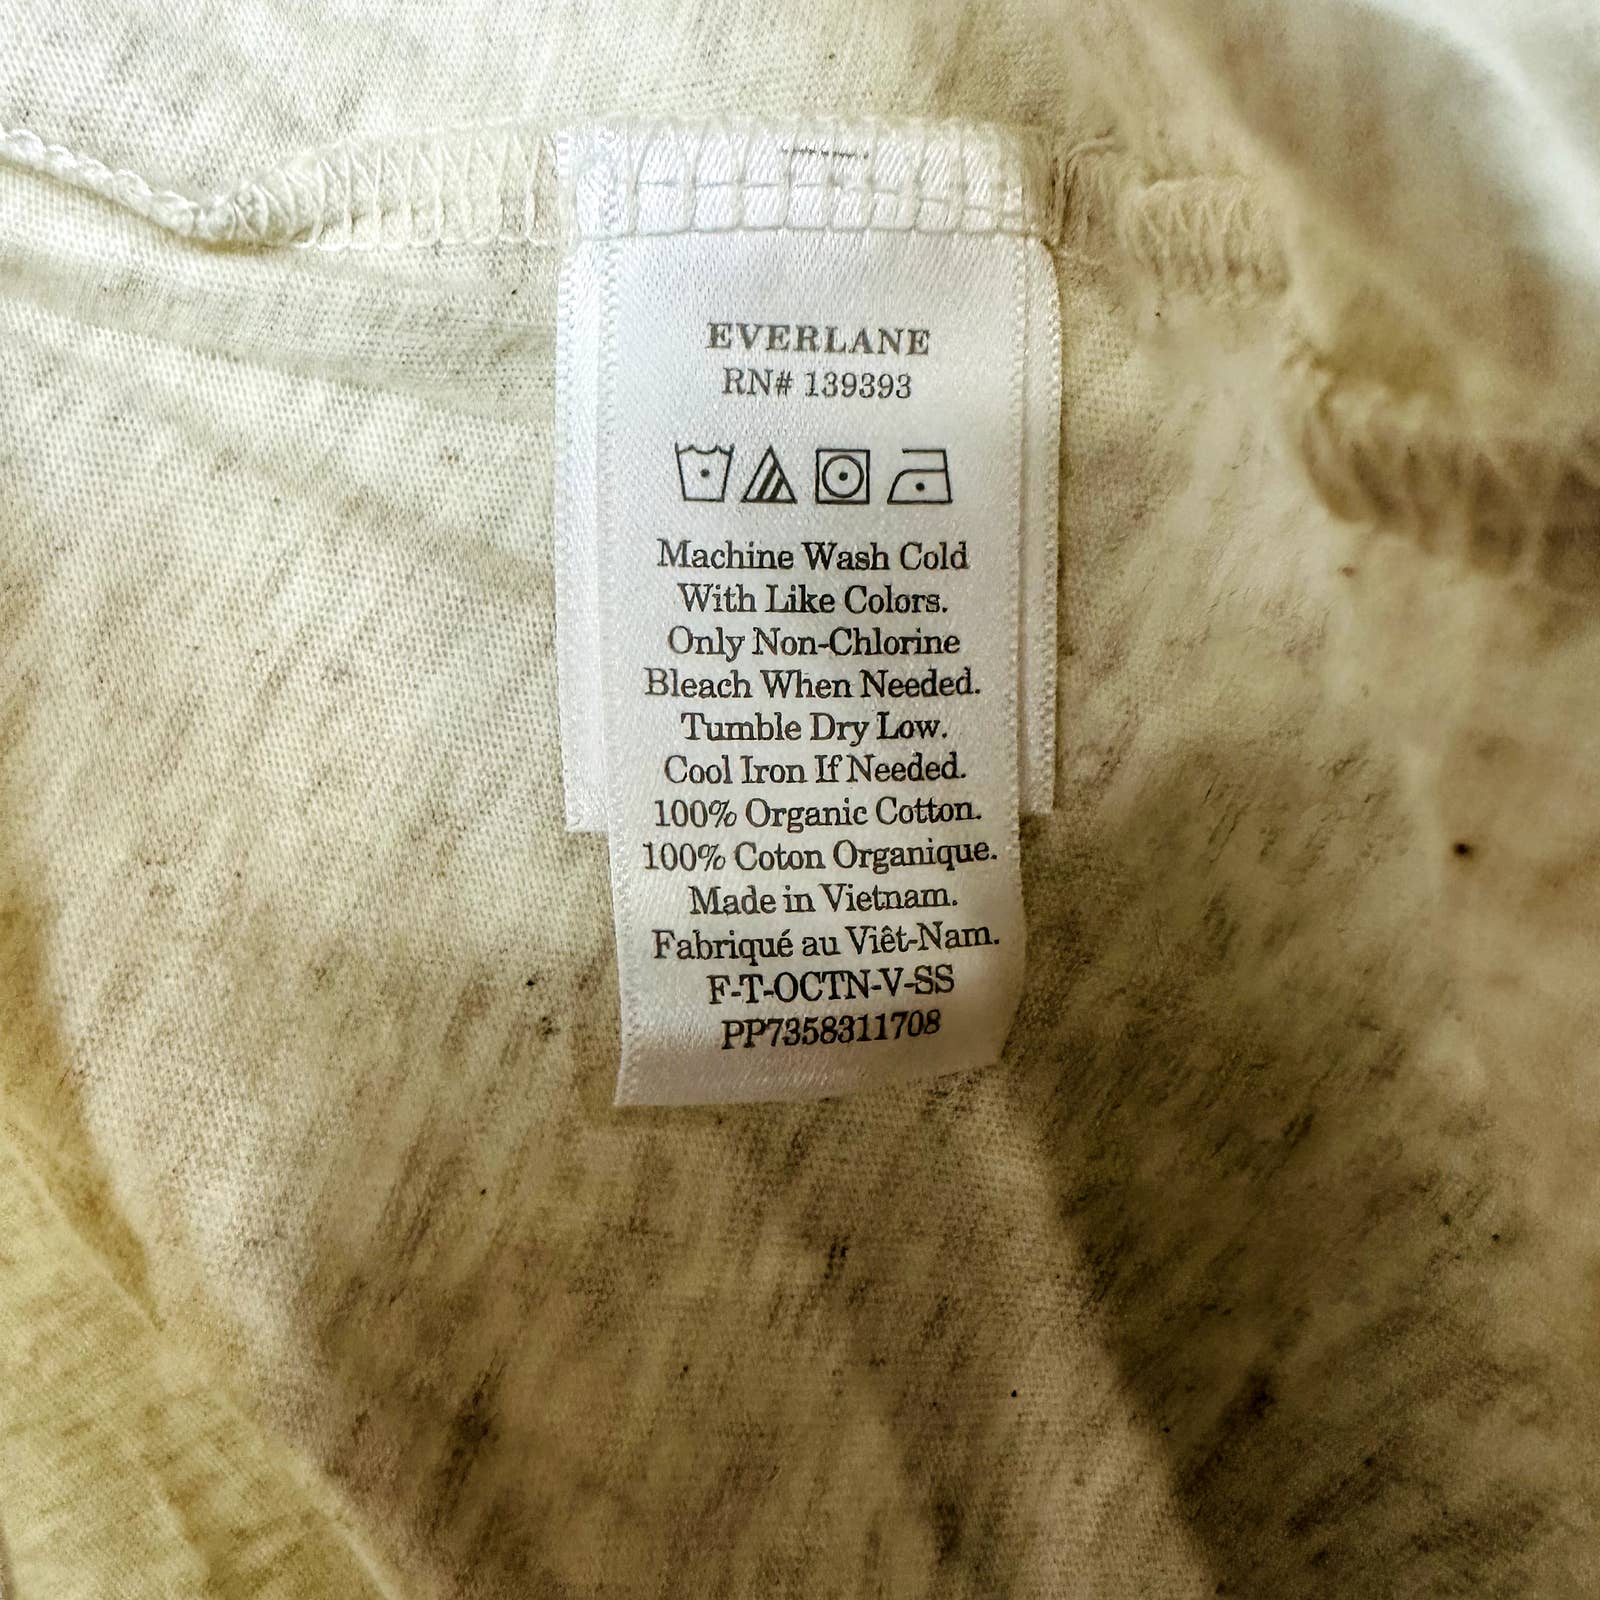 EVERLANE
RN# 139393
Machine Wash Cold
With Like Colors.
Only Non-Chlorine
Bleach When Needed.
Tumble Dry Low.
Cool Iron If Needed.
100% Organic Cotton.
100% Coton Organique.
Made in Vietnam.
Fabriqué au Viêt-Nam.
F-T-OCTN-V-SS
PP7358311708